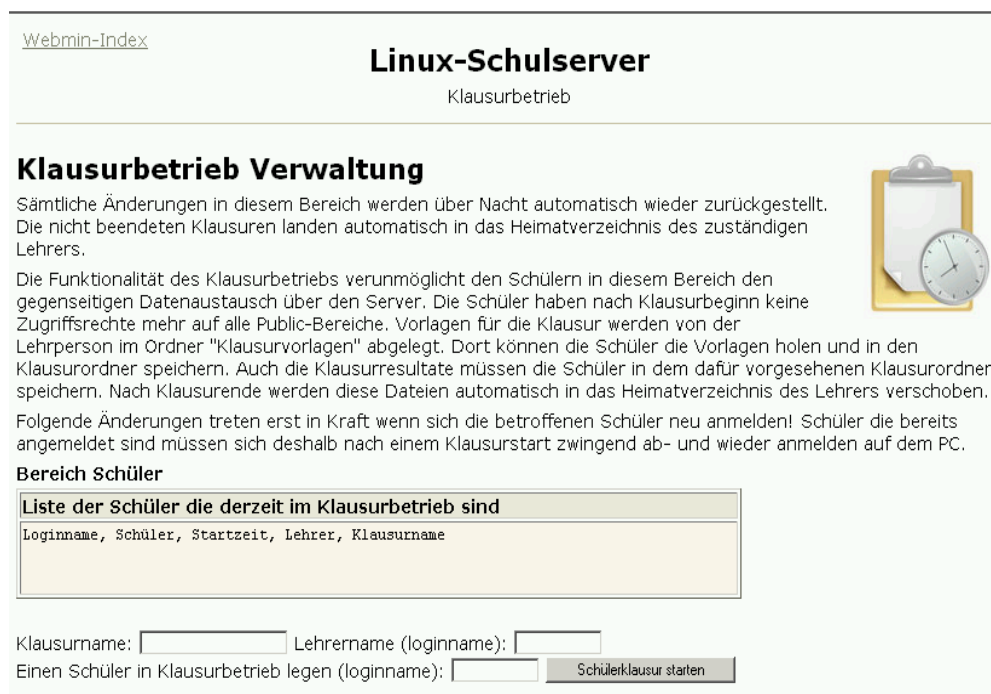 Webmin-Index
Linux-Schulserver
Klausurbetrieb
Klausurbetrieb Verwaltung
Sämtliche Änderungen in diesem Bereich werden über Nacht automatisch wieder zurückgestellt.
Die nicht beendeten Klausuren landen automatisch in das Heimatverzeichnis des zuständigen
Lehrers.
Die Funktionalität des Klausurbetriebs verunmöglicht den Schülern in diesem Bereich den
gegenseitigen Datenaustausch über den Server. Die Schüler haben nach Klausurbeginn keine
Zugriffsrechte mehr auf alle Public-Bereiche. Vorlagen für die Klausur werden von der
Lehrperson im Ordner "Klausurvorlagen" abgelegt. Dort können die Schüler die Vorlagen holen und in den
Klausurordner speichern. Auch die Klausurresultate müssen die Schüler in dem dafür vorgesehenen Klausurordner
speichern. Nach Klausurende werden diese Dateien automatisch in das Heimatverzeichnis des Lehrers verschoben.
Folgende Änderungen treten erst in Kraft wenn sich die betroffenen Schüler neu anmelden! Schüler die bereits
angemeldet sind müssen sich deshalb nach einem Klausurstart zwingend ab- und wieder anmelden auf dem PC.
Bereich Schüler
Liste der Schüler die derzeit im Klausurbetrieb sind
Loginname, Schüler, Startzeit, Lehrer, Klausurname
Klausurname: Lehrername (loginname):
Einen Schüler in Klausurbetrieb legen (loginname): Schülerklausur starten